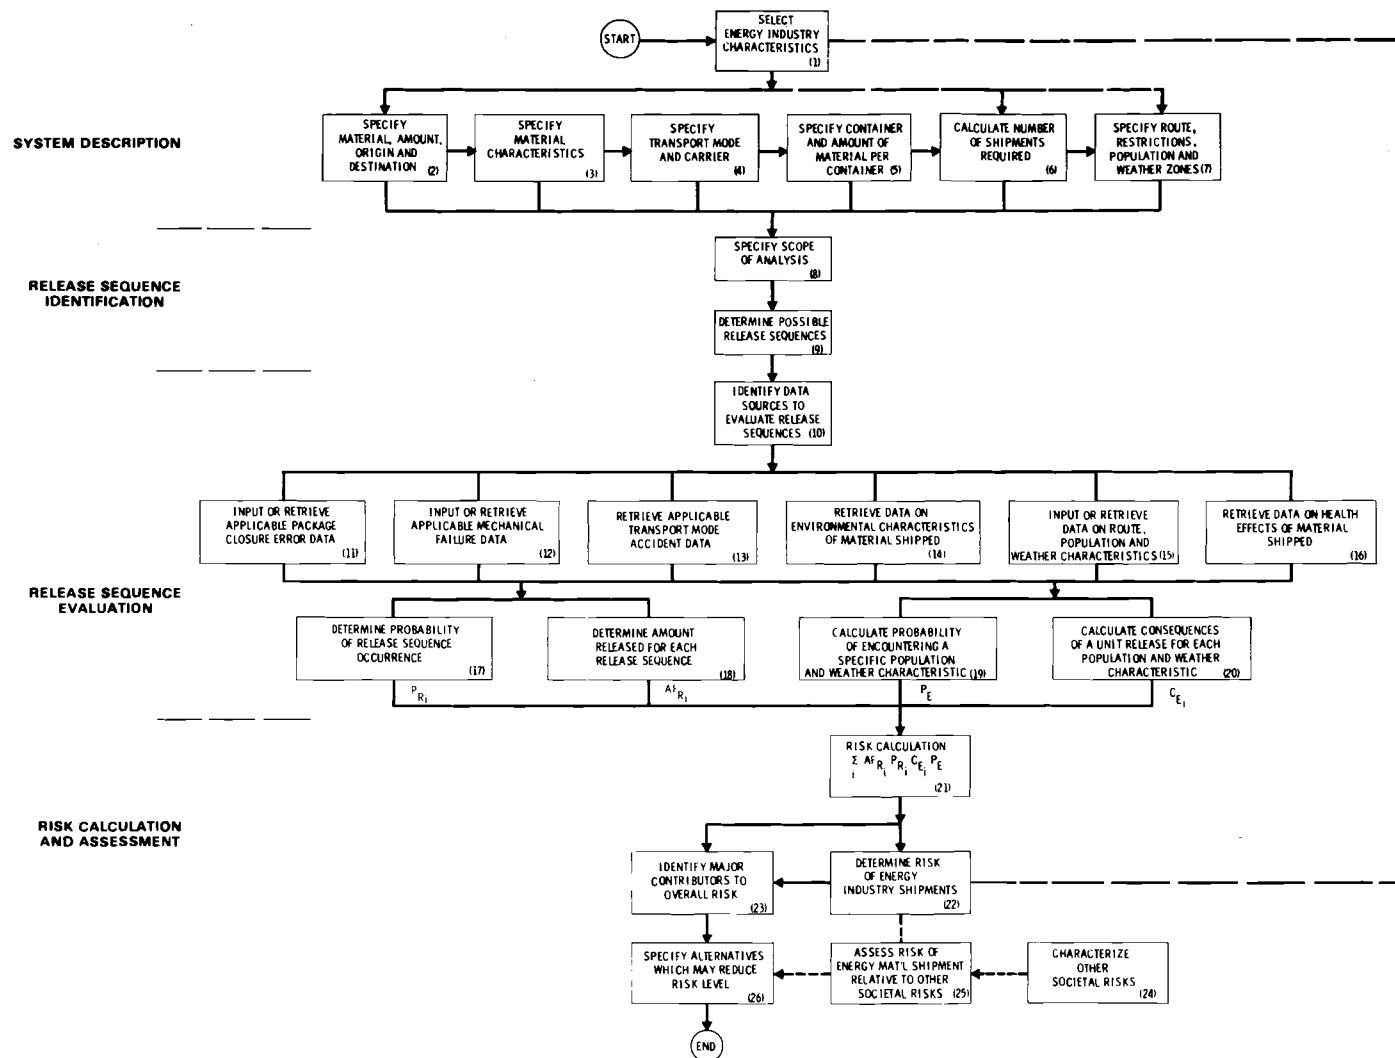 START
SELECT
ENERGY INDUSTRY
CHARACTERISTICS
(1)
SYSTEM DESCRIPTION
SPECIFY
MATERIAL, AMOUNT,
ORIGIN AND
DESTINATION (2)
SPECIFY
MATERIAL
CHARACTERISTICS
(3)
SPECIFY
TRANSPORT MODE
AND CARRIER
(4)
SPECIFY CONTAINER
AND AMOUNT OF
MATERIAL PER
CONTAINER (5)
CALCULATE NUMBER
OF SHIPMENTS
REQUIRED
(6)
SPECIFY ROUTE,
RESTRICTIONS,
POPULATION AND
WEATHER ZONES (7)
RELEASE SEQUENCE
IDENTIFICATION
SPECIFY SCOPE
OF ANALYSIS
(8)
DETERMINE POSSIBLE
RELEASE SEQUENCES
(9)
IDENTIFY DATA
SOURCES TO
EVALUATE RELEASE
SEQUENCES (10)
RELEASE SEQUENCE
EVALUATION
INPUT OR RETRIEVE
APPLICABLE PACKAGE
CLOSURE ERROR DATA
(11)
INPUT OR RETRIEVE
APPLICABLE MECHANICAL
FAILURE DATA
(12)
RETRIEVE APPLICABLE
TRANSPORT MODE
ACCIDENT DATA
(13)
RETRIEVE DATA ON
ENVIRONMENTAL CHARACTERISTICS
OF MATERIAL SHIPPED
(14)
INPUT OR RETRIEVE
DATA ON ROUTE,
POPULATION AND
WEATHER CHARACTERISTICS (15)
RETRIEVE DATA ON HEALTH
EFFECTS OF MATERIAL
SHIPPED
(16)
DETERMINE PROBABILITY
OF RELEASE SEQUENCE
OCCURRENCE
(17)
P_Ri
DETERMINE AMOUNT
RELEASED FOR EACH
RELEASE SEQUENCE
(18)
AF_Ri
CALCULATE PROBABILITY
OF ENCOUNTERING A
SPECIFIC POPULATION
AND WEATHER CHARACTERISTIC (19)
P_E
CALCULATE CONSEQUENCES
OF A UNIT RELEASE FOR EACH
POPULATION AND WEATHER
CHARACTERISTIC
(20)
C_Ei
RISK CALCULATION
Σ_i AF_Ri P_Ri C_Ei P_E
(21)
RISK CALCULATION
AND ASSESSMENT
IDENTIFY MAJOR
CONTRIBUTORS TO
OVERALL RISK
(23)
DETERMINE RISK
OF ENERGY
INDUSTRY SHIPMENTS
(22)
SPECIFY ALTERNATIVES
WHICH MAY REDUCE
RISK LEVEL
(26)
ASSESS RISK OF
ENERGY MAT'L SHIPMENT
RELATIVE TO OTHER
SOCIETAL RISKS (25)
CHARACTERIZE
OTHER
SOCIETAL RISKS
(24)
END